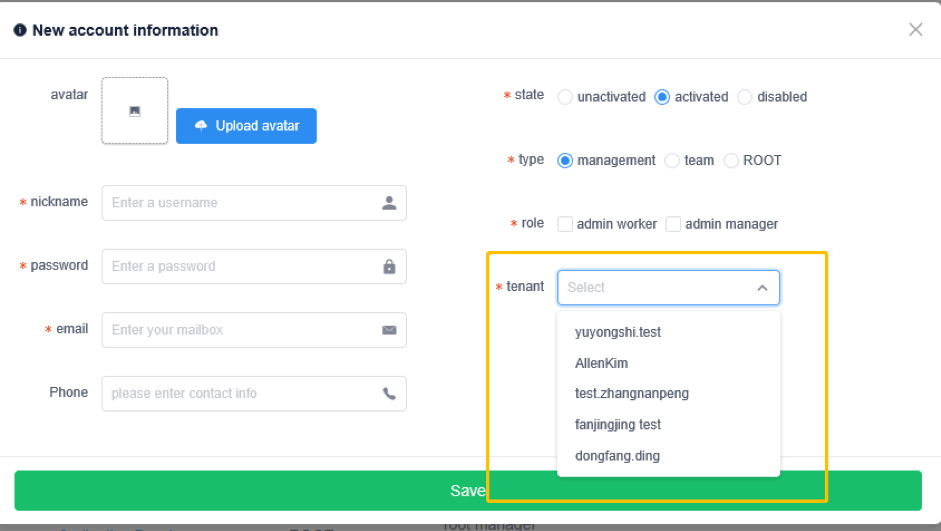 New account information
avatar
Upload avatar
* nickname
Enter a username
* password
Enter a password
* email
Enter your mailbox
Phone
please enter contact info
* state unactivated activated disabled
* type management team ROOT
* role admin worker admin manager
* tenant Select
yuyongshi.test
AllenKim
test.zhangnanpeng
fanjingjing test
dongfang.ding
Save
root manager